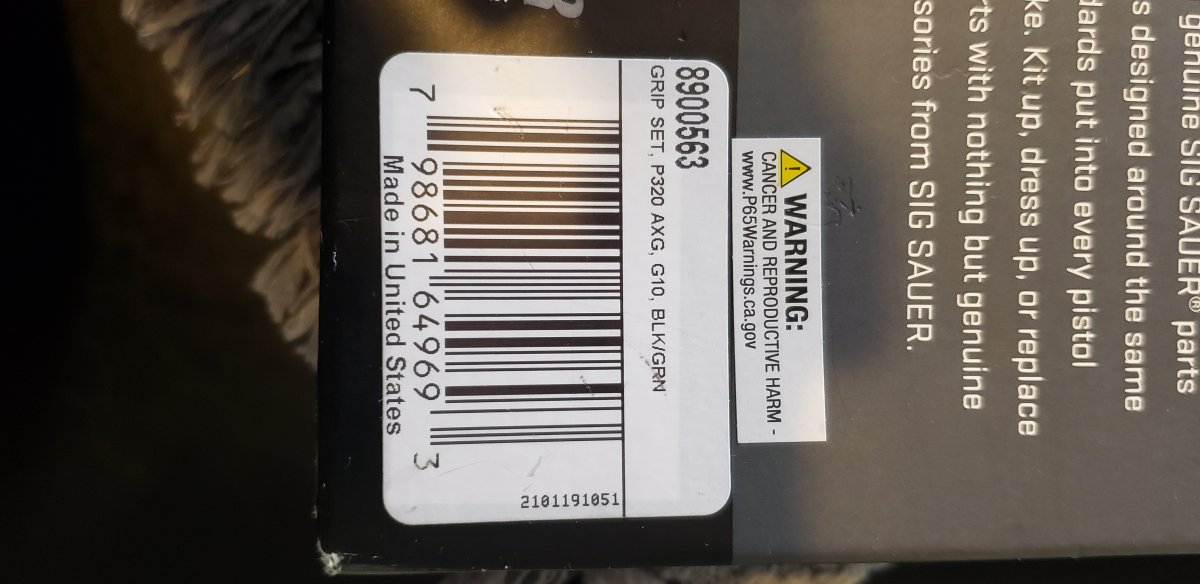 genuine SIG SAUER® parts
s designed around the same
dards put into every pistol
ke. Kit up, dress up, or replace
rts with nothing but genuine
sories from SIG SAUER.
WARNING:
CANCER AND REPRODUCTIVE HARM -
www.P65Warnings.ca.gov
8900563
GRIP SET, P320 AXG, G10, BLK/GRN
7 98681 64969 3
Made in United States
2101191051